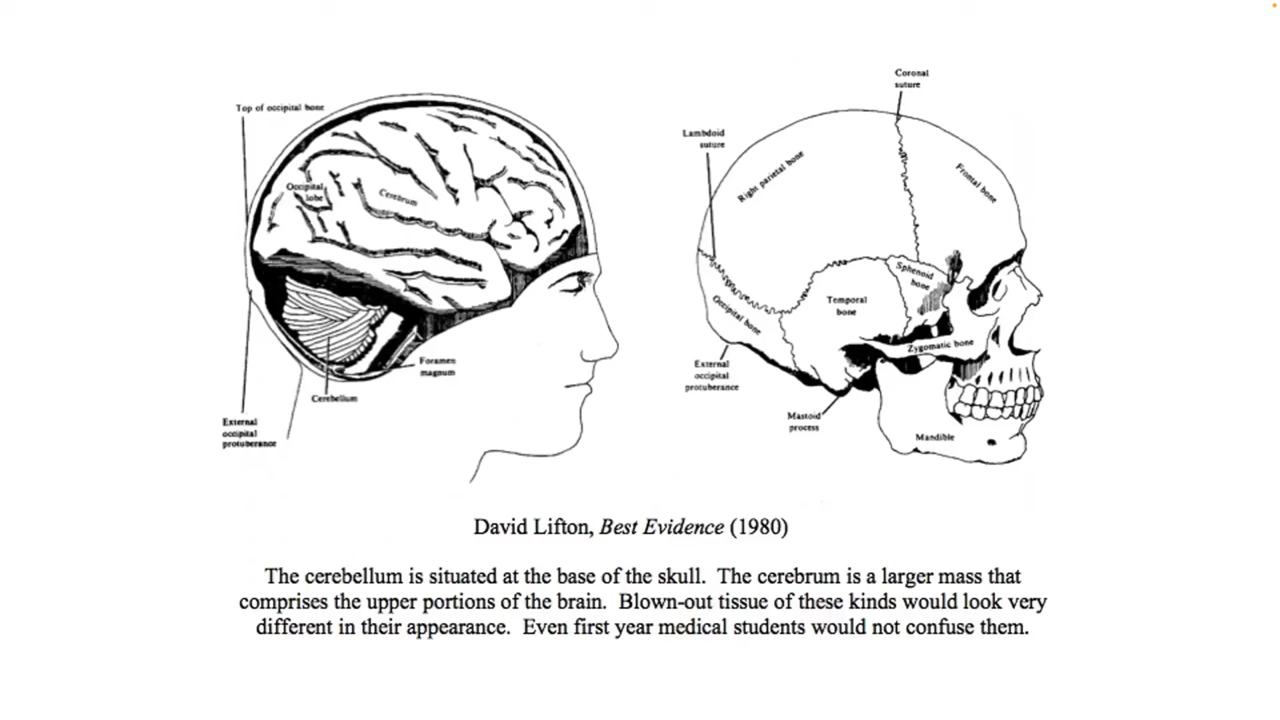 Top of occipital bone
Occipital
lobe
Cerebrum
Foramen
magnum
Cerebellum
External
occipital
protuberance
Coronal
suture
Lambdoid
suture
Right parietal bone
Frontal bone
Sphenoid
bone
Temporal
bone
Occipital bone
Zygomatic bone
External
occipital
protuberance
Mastoid
process
Mandible
David Lifton, Best Evidence (1980)
The cerebellum is situated at the base of the skull. The cerebrum is a larger mass that
comprises the upper portions of the brain. Blown-out tissue of these kinds would look very
different in their appearance. Even first year medical students would not confuse them.